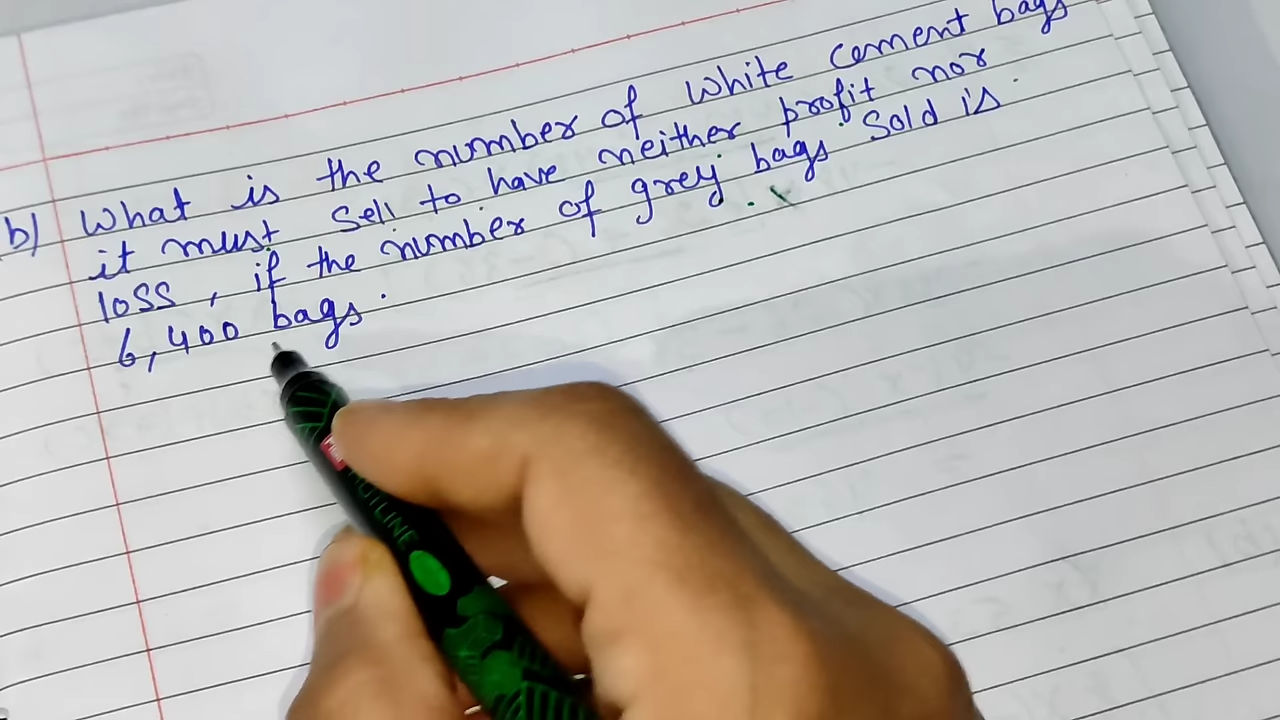 b) What is the number of White cement bags
it must sell to have neither profit nor
loss, if the number of grey bags sold is
6,400 bags.